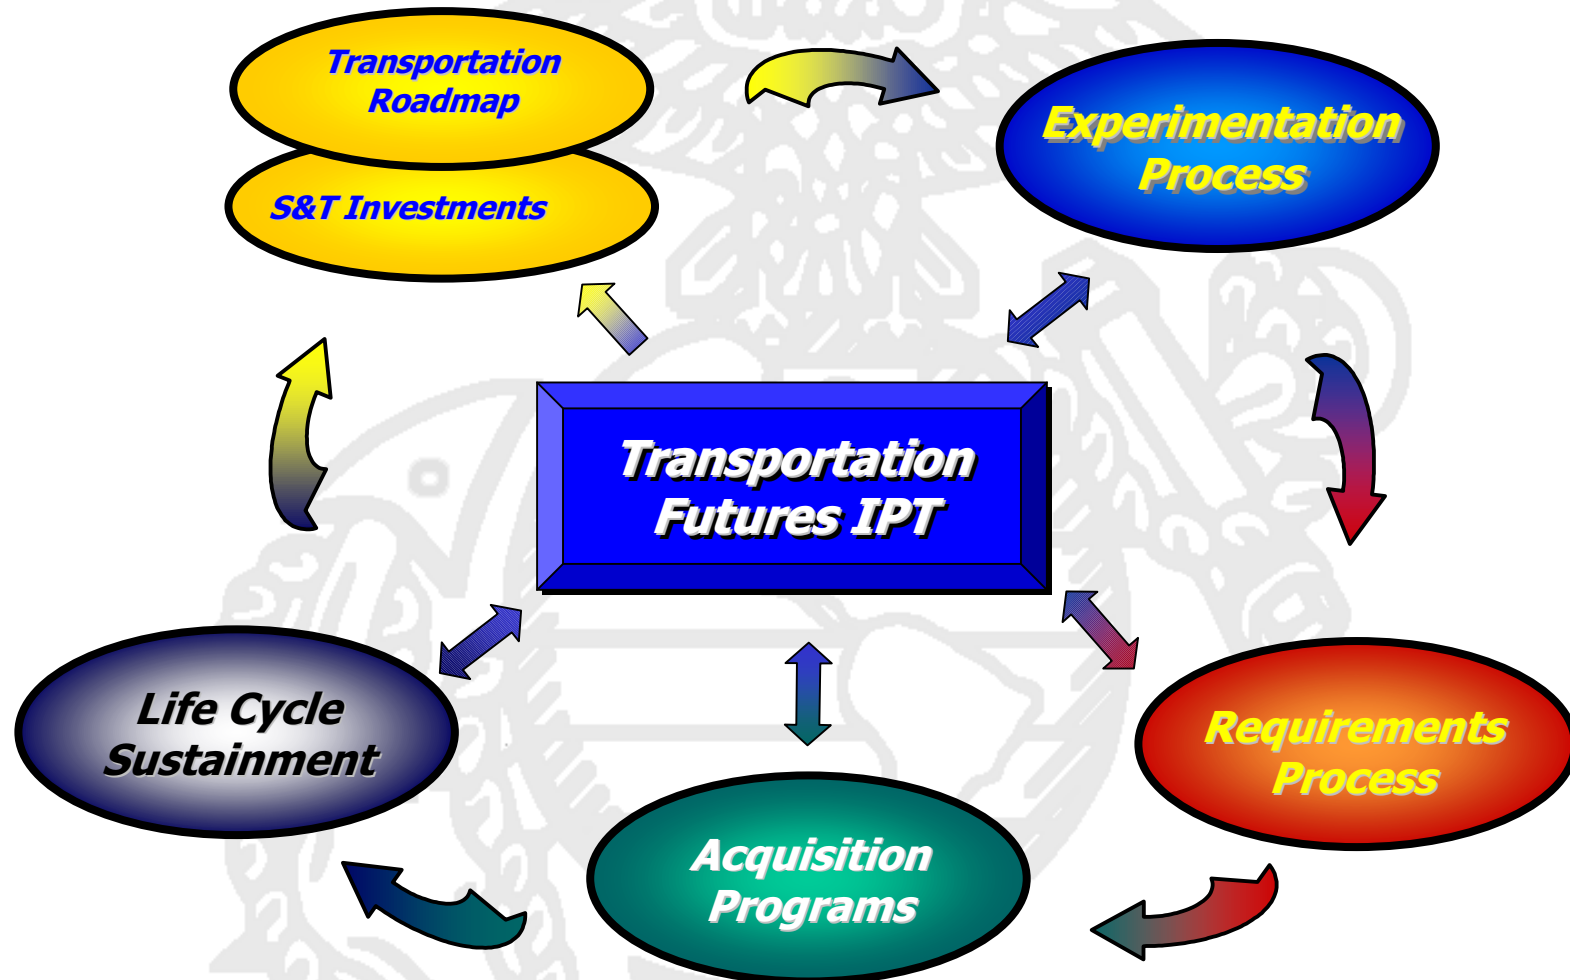 Transportation
Roadmap
S&T Investments
Experimentation
Process
Transportation
Futures IPT
Life Cycle
Sustainment
Requirements
Process
Acquisition
Programs